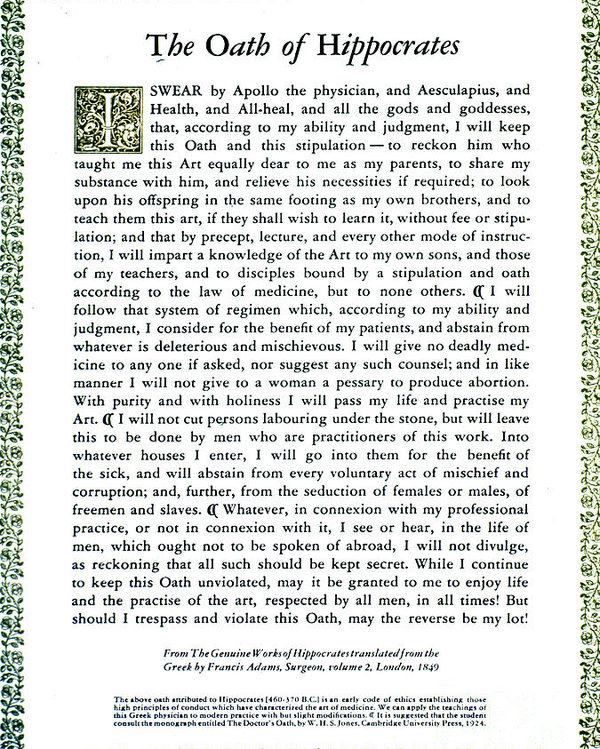 The Oath of Hippocrates
I SWEAR by Apollo the physician, and Aesculapius, and
Health, and All-heal, and all the gods and goddesses,
that, according to my ability and judgment, I will keep
this Oath and this stipulation — to reckon him who
taught me this Art equally dear to me as my parents, to share my
substance with him, and relieve his necessities if required; to look
upon his offspring in the same footing as my own brothers, and to
teach them this art, if they shall wish to learn it, without fee or stipu-
lation; and that by precept, lecture, and every other mode of instruc-
tion, I will impart a knowledge of the Art to my own sons, and those
of my teachers, and to disciples bound by a stipulation and oath
according to the law of medicine, but to none others. ¶ I will
follow that system of regimen which, according to my ability and
judgment, I consider for the benefit of my patients, and abstain from
whatever is deleterious and mischievous. I will give no deadly med-
icine to any one if asked, nor suggest any such counsel; and in like
manner I will not give to a woman a pessary to produce abortion.
With purity and with holiness I will pass my life and practise my
Art. ¶ I will not cut persons labouring under the stone, but will leave
this to be done by men who are practitioners of this work. Into
whatever houses I enter, I will go into them for the benefit of
the sick, and will abstain from every voluntary act of mischief and
corruption; and, further, from the seduction of females or males, of
freemen and slaves. ¶ Whatever, in connexion with my professional
practice, or not in connexion with it, I see or hear, in the life of
men, which ought not to be spoken of abroad, I will not divulge,
as reckoning that all such should be kept secret. While I continue
to keep this Oath unviolated, may it be granted to me to enjoy life
and the practise of the art, respected by all men, in all times! But
should I trespass and violate this Oath, may the reverse be my lot!
From The Genuine Works of Hippocrates translated from the
Greek by Francis Adams, Surgeon, volume 2, London, 1849
The above oath attributed to Hippocrates [460-370 B.C.] is an early code of ethics establishing those
high principles of conduct which have characterized the art of medicine. We can apply the teachings of
this Greek physician to modern practice with but slight modifications. ¶ It is suggested that the student
consult the monograph entitled The Doctor's Oath, by W. H. S. Jones, Cambridge University Press, 1924.